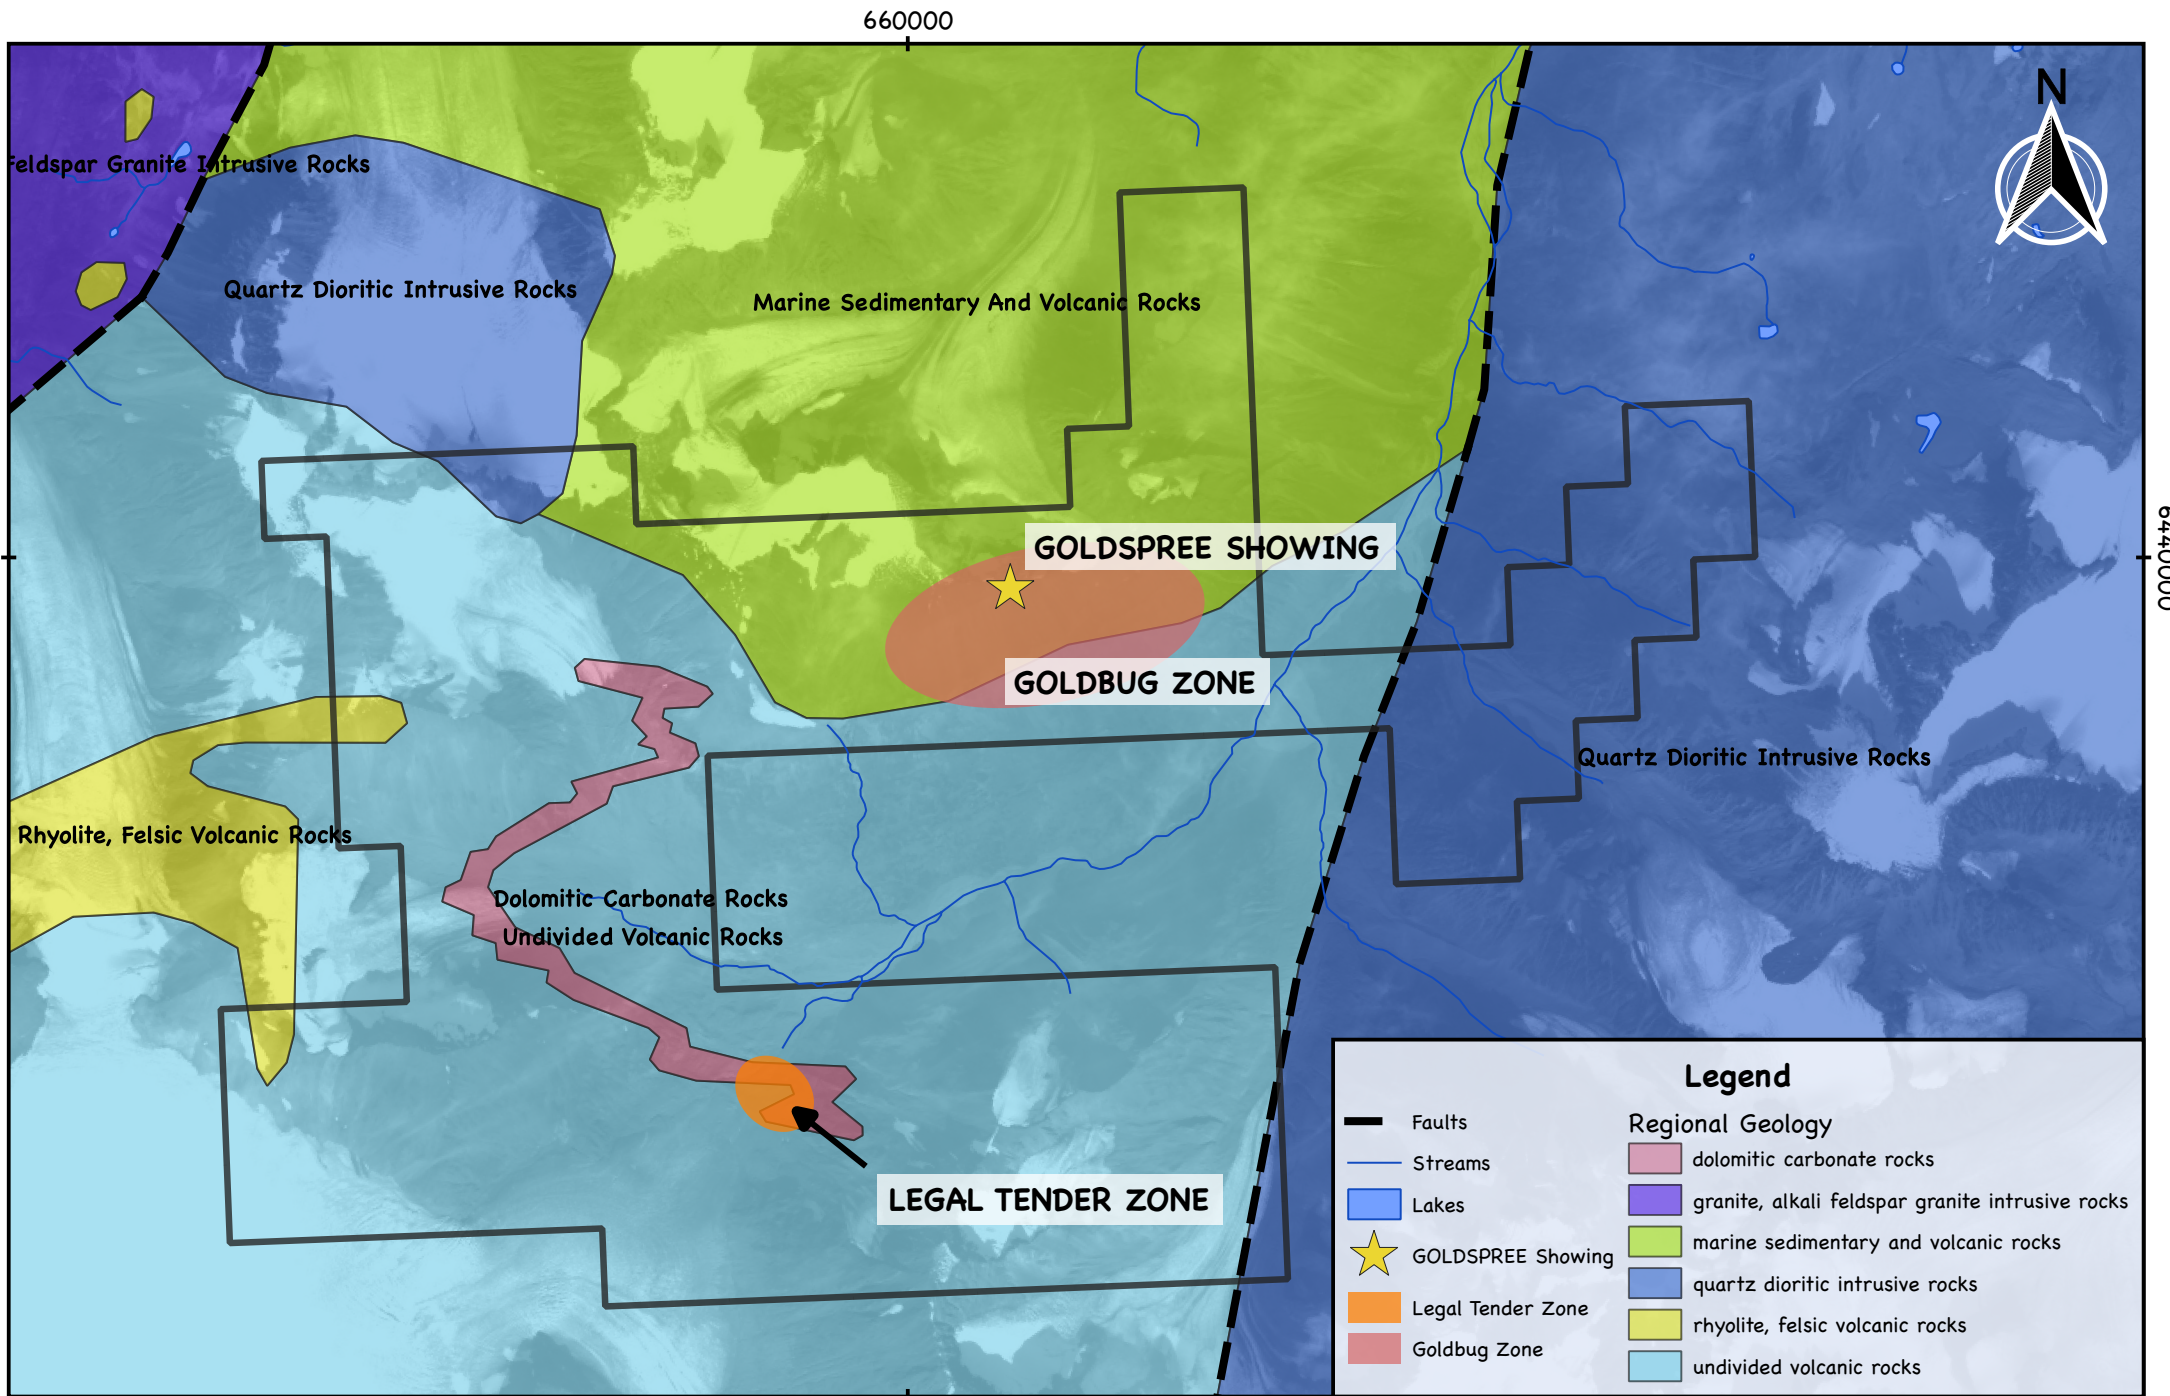 660000
N
Feldspar Granite Intrusive Rocks
Quartz Dioritic Intrusive Rocks
Marine Sedimentary And Volcanic Rocks
GOLDSPREE SHOWING
GOLDBUG ZONE
Quartz Dioritic Intrusive Rocks
Rhyolite, Felsic Volcanic Rocks
Dolomitic Carbonate Rocks
Undivided Volcanic Rocks
LEGAL TENDER ZONE
Legend
Faults
Streams
Lakes
GOLDSPREE Showing
Legal Tender Zone
Goldbug Zone
Regional Geology
dolomitic carbonate rocks
granite, alkali feldspar granite intrusive rocks
marine sedimentary and volcanic rocks
quartz dioritic intrusive rocks
rhyolite, felsic volcanic rocks
undivided volcanic rocks